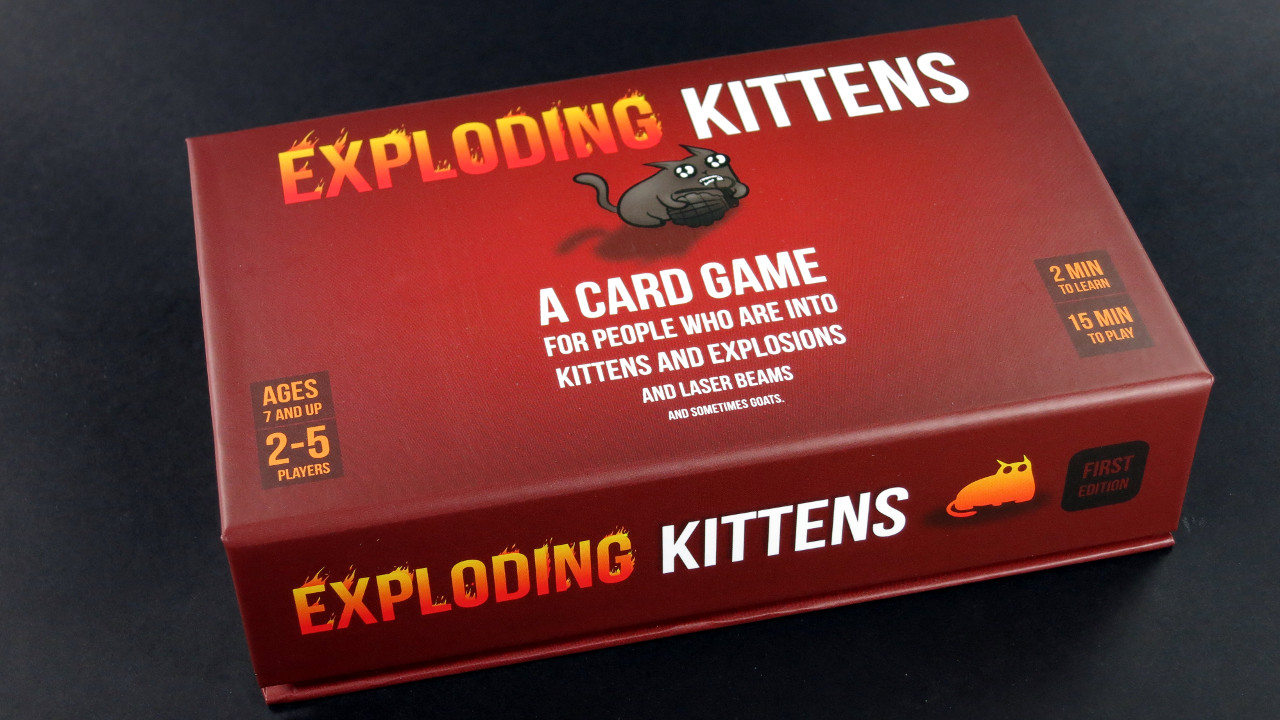 EXPLODING KITTENS
A CARD GAME
FOR PEOPLE WHO ARE INTO
KITTENS AND EXPLOSIONS
AND LASER BEAMS
AND SOMETIMES GOATS.
2 MIN
TO LEARN
15 MIN
TO PLAY
AGES
7 AND UP
2-5
PLAYERS
EXPLODING KITTENS
FIRST
EDITION